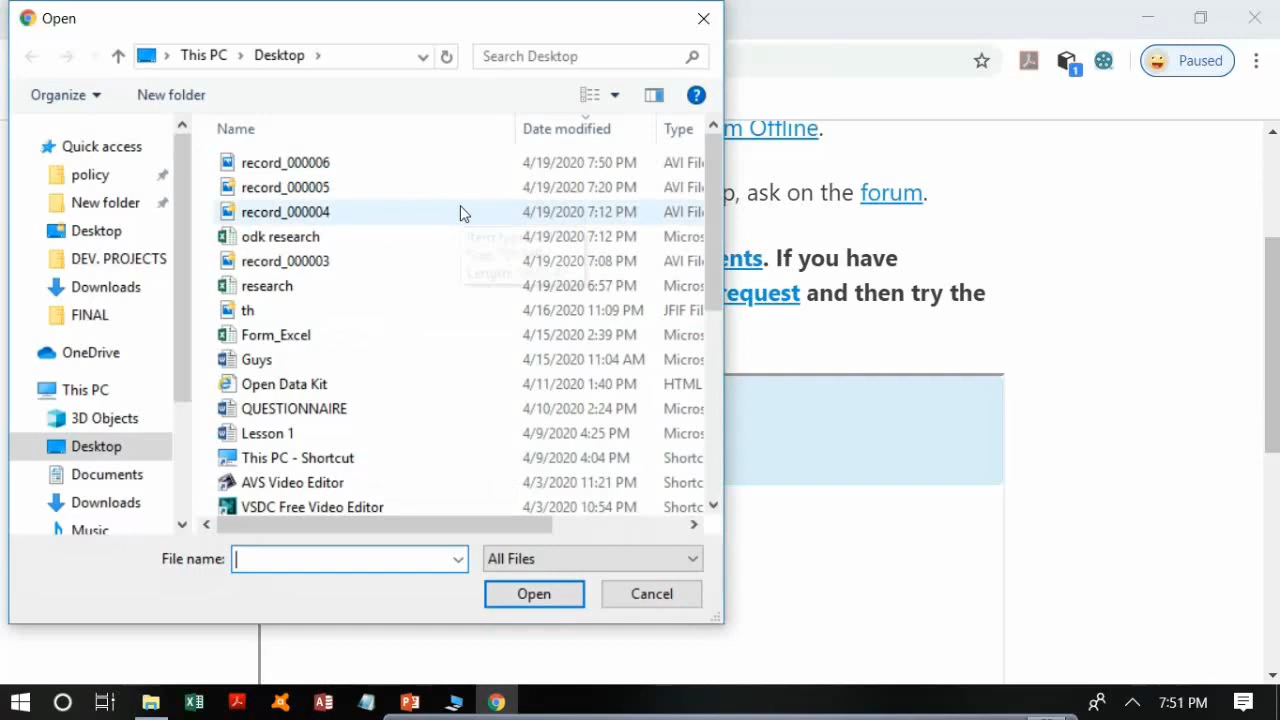 Open
Paused
This PC Desktop
Search Desktop
Organize
New folder
Name Date modified Type
Quick access
policy
New folder
Desktop
DEV. PROJECTS
Downloads
FINAL
OneDrive
This PC
3D Objects
Desktop
Documents
Downloads
Music
record_000006 4/19/2020 7:50 PM AVI File
record_000005 4/19/2020 7:20 PM AVI File
record_000004 4/19/2020 7:12 PM AVI File
odk research 4/19/2020 7:12 PM Micros
record_000003 4/19/2020 7:08 PM AVI File
research 4/19/2020 6:57 PM Micros
th 4/16/2020 11:09 PM JFIF Fil
Form_Excel 4/15/2020 2:39 PM Micros
Guys 4/15/2020 11:04 AM Micros
Open Data Kit 4/11/2020 1:40 PM HTML
QUESTIONNAIRE 4/10/2020 2:24 PM Micros
Lesson 1 4/9/2020 4:25 PM Micros
This PC - Shortcut 4/9/2020 4:04 PM Shortc
AVS Video Editor 4/3/2020 11:21 PM Shortc
VSDC Free Video Editor 4/3/2020 10:54 PM Shortc
File name:
All Files
Open Cancel
m Offline.
p, ask on the forum.
ents. If you have
request and then try the
1
7:51 PM